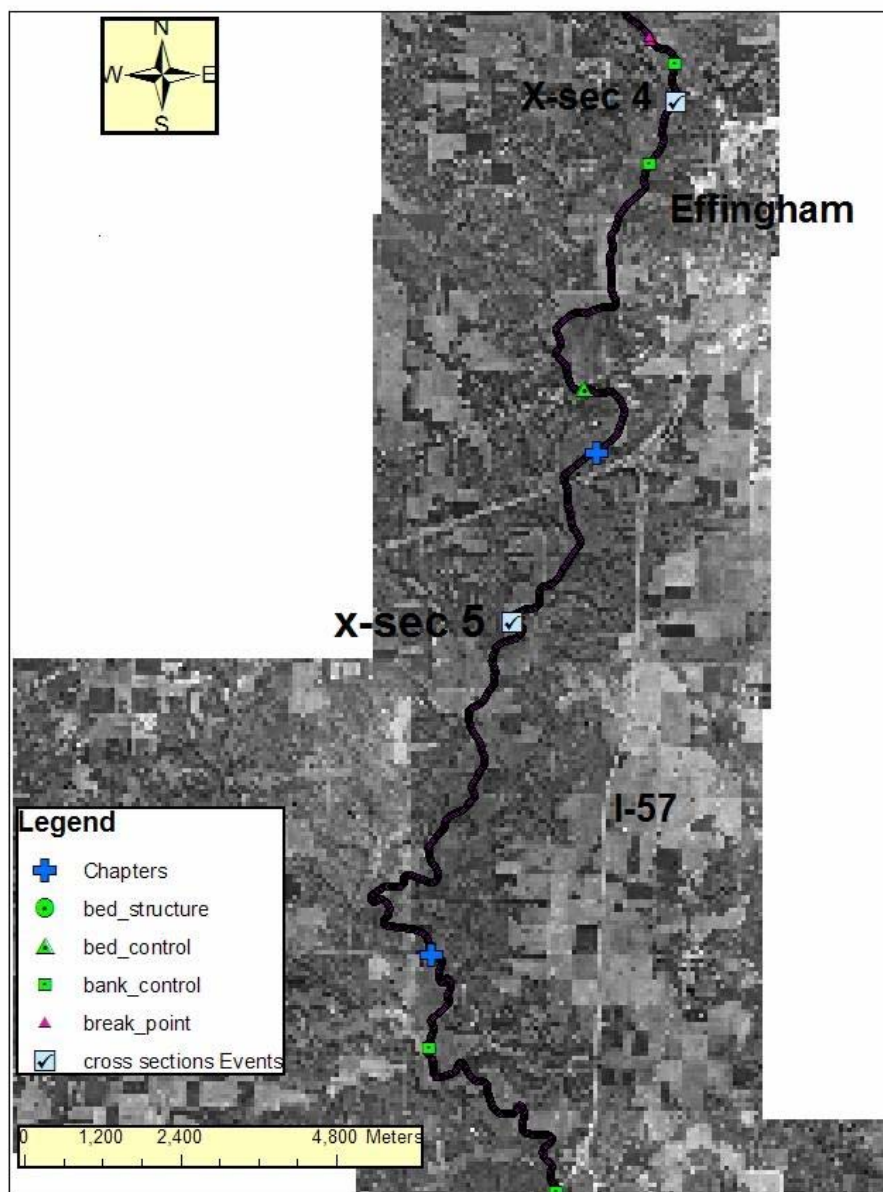 N
W E
S
X-sec 4
Effingham
x-sec 5
I-57
Legend
Chapters
bed_structure
bed_control
bank_control
break_point
cross sections Events
0 1,200 2,400 4,800 Meters